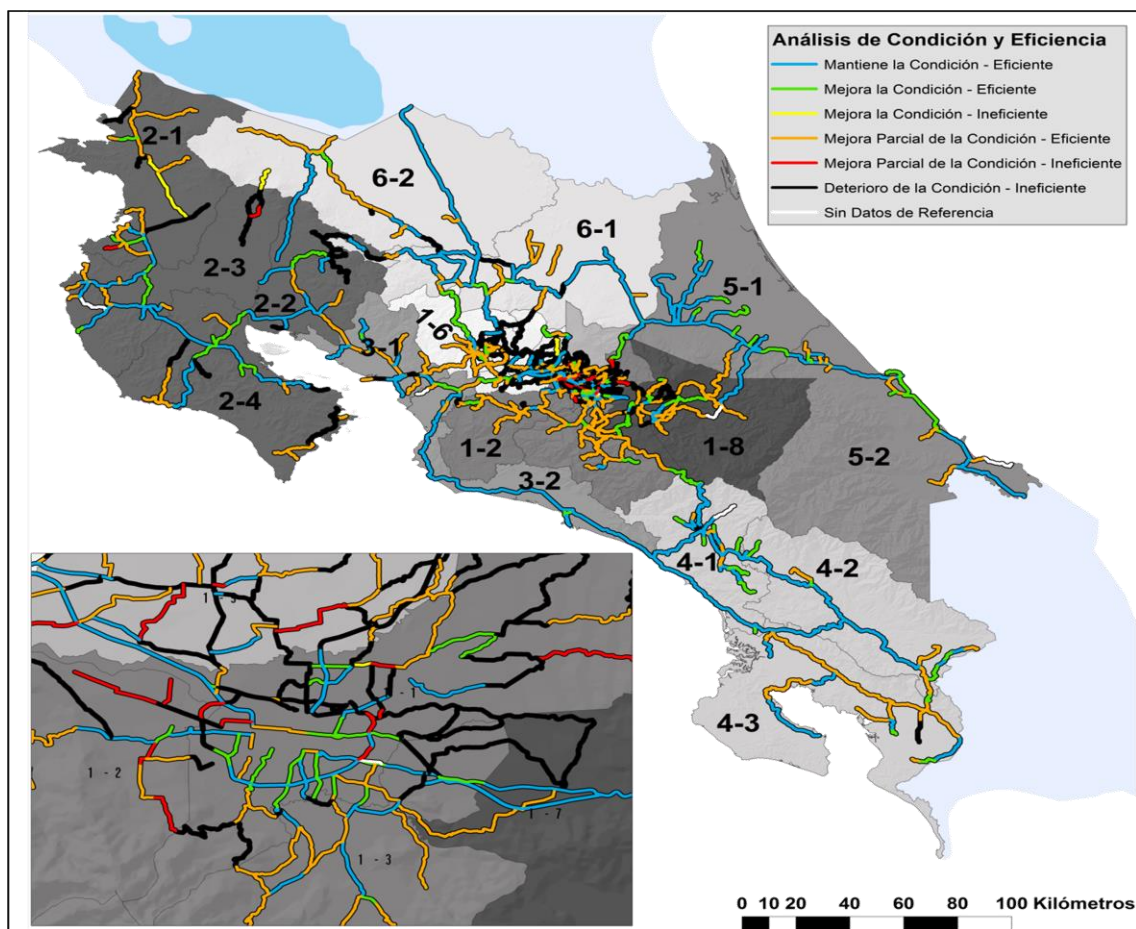 Análisis de Condición y Eficiencia
Mantiene la Condición - Eficiente
Mejora la Condición - Eficiente
Mejora la Condición - Ineficiente
Mejora Parcial de la Condición - Eficiente
Mejora Parcial de la Condición - Ineficiente
Deterioro de la Condición - Ineficiente
Sin Datos de Referencia
2-1
6-2
6-1
2-3
5-1
2-2
1-6
3-1
2-4
1-2
1-8
3-2
5-2
4-1
4-2
4-3
1 - 3
- 1
1 - 2
1 - 7
1 - 3
0 10 20 40 60 80 100 Kilómetros